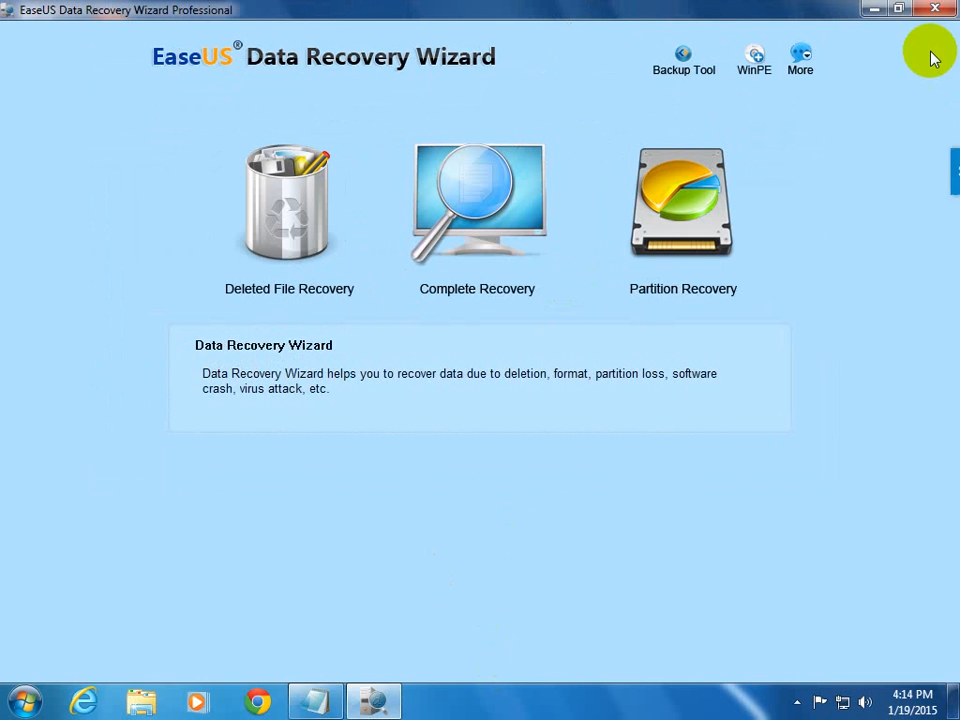 EaseUS Data Recovery Wizard Professional
EaseUS® Data Recovery Wizard
Backup Tool WinPE More
Deleted File Recovery Complete Recovery Partition Recovery
Data Recovery Wizard
Data Recovery Wizard helps you to recover data due to deletion, format, partition loss, software
crash, virus attack, etc.
4:14 PM
1/19/2015